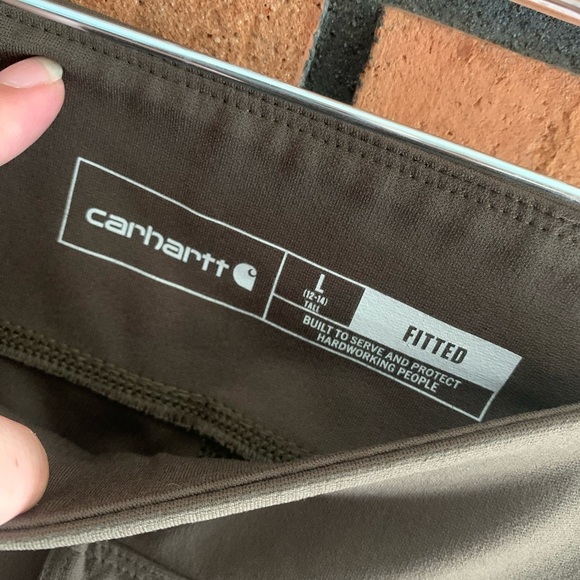 carhartt
L
(12-14)
TALL
FITTED
BUILT TO SERVE AND PROTECT
HARDWORKING PEOPLE